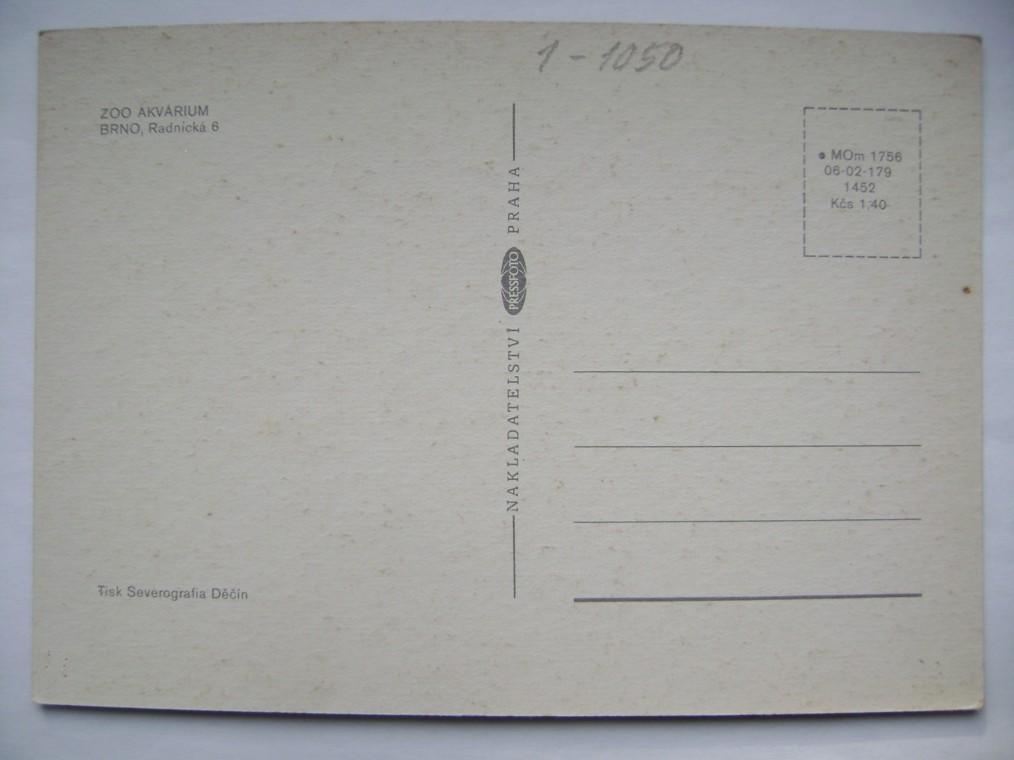 1-1050
ZOO AKVÁRIUM
BRNO, Radnická 6
NAKLADATELSTVÍ PRESSFOTO PRAHA
MOm 1756
06-02-179
1452
Kčs 1,40
Tisk Severografia Děčín